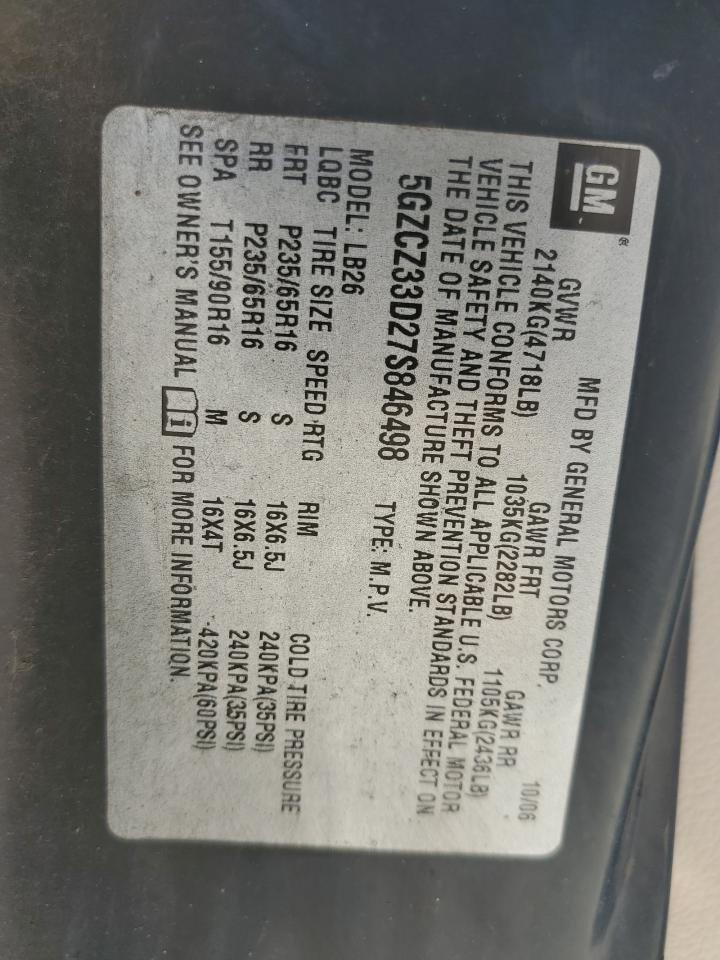 GM®
MFD BY GENERAL MOTORS CORP.
10/06
GVWR GAWR FRT GAWR RR
2140KG(4718LB) 1035KG(2282LB) 1105KG(2436LB)
THIS VEHICLE CONFORMS TO ALL APPLICABLE U.S. FEDERAL MOTOR
VEHICLE SAFETY AND THEFT PREVENTION STANDARDS IN EFFECT ON
THE DATE OF MANUFACTURE SHOWN ABOVE.
5GZCZ33D27S846498 TYPE: M.P.V.
MODEL: LB26
LQBC TIRE SIZE SPEED RTG RIM COLD TIRE PRESSURE
FRT P235/65R16 S 16X6.5J 240KPA(35PSI)
RR P235/65R16 S 16X6.5J 240KPA(35PSI)
SPA T155/90R16 M 16X4T 420KPA(60PSI)
SEE OWNER'S MANUAL FOR MORE INFORMATION.